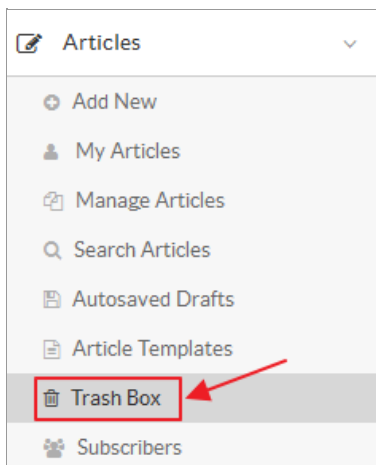 Articles
Add New
My Articles
Manage Articles
Search Articles
Autosaved Drafts
Article Templates
Trash Box
Subscribers